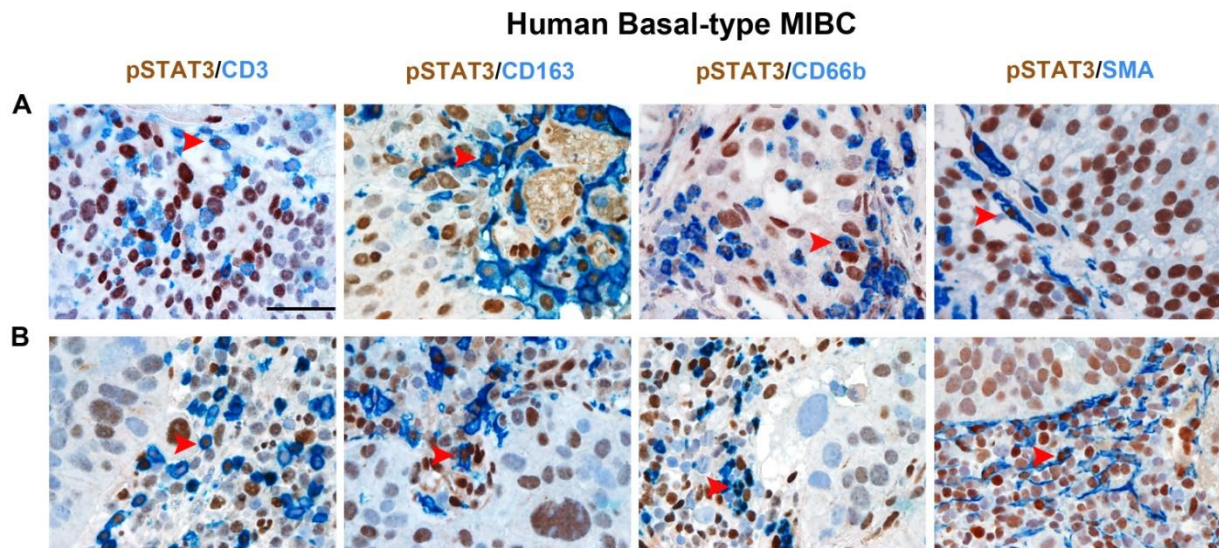 Human Basal-type MIBC
pSTAT3/CD3 pSTAT3/CD163 pSTAT3/CD66b pSTAT3/SMA
A
B